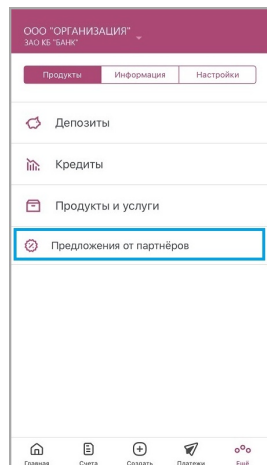 ООО "ОРГАНИЗАЦИЯ"
ЗАО КБ "БАНК"
Продукты Информация Настройки
Депозиты
Кредиты
Продукты и услуги
Предложения от партнёров
Главная Счета Создать Платежи Ещё